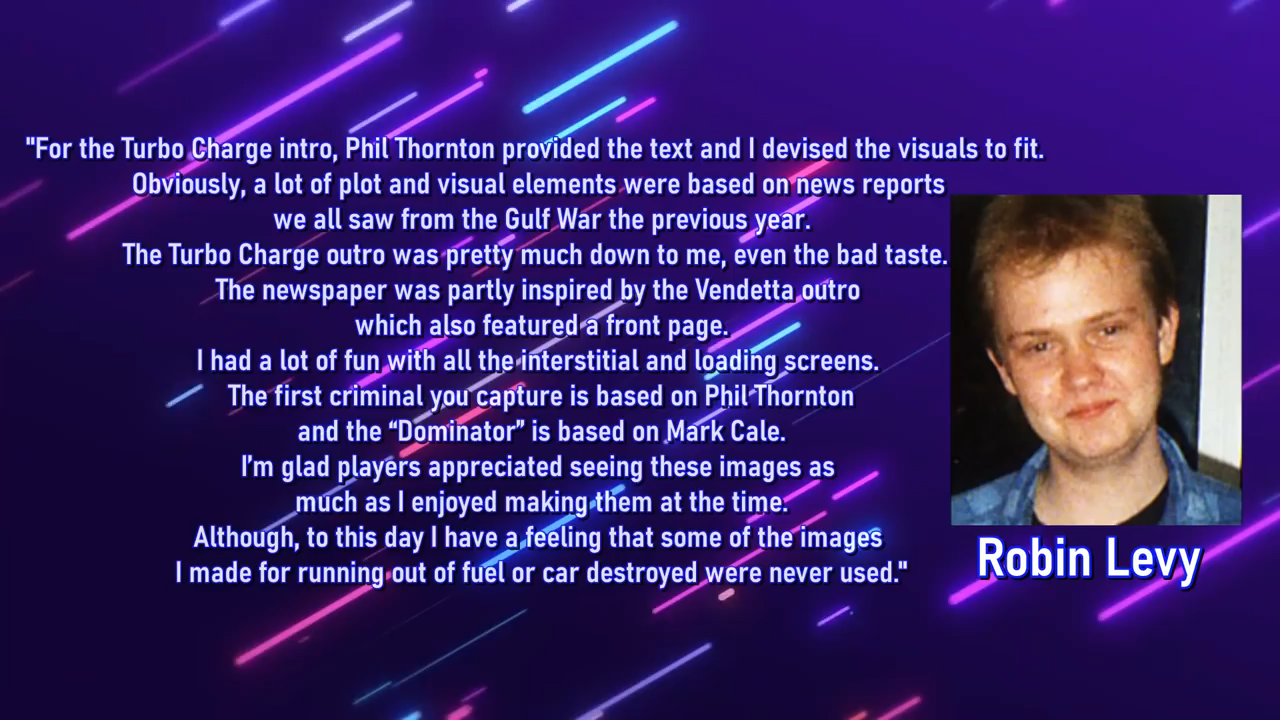 "For the Turbo Charge intro, Phil Thornton provided the text and I devised the visuals to fit.
Obviously, a lot of plot and visual elements were based on news reports
we all saw from the Gulf War the previous year.
The Turbo Charge outro was pretty much down to me, even the bad taste.
The newspaper was partly inspired by the Vendetta outro
which also featured a front page.
I had a lot of fun with all the interstitial and loading screens.
The first criminal you capture is based on Phil Thornton
and the “Dominator” is based on Mark Cale.
I’m glad players appreciated seeing these images as
much as I enjoyed making them at the time.
Although, to this day I have a feeling that some of the images
I made for running out of fuel or car destroyed were never used."
Robin Levy